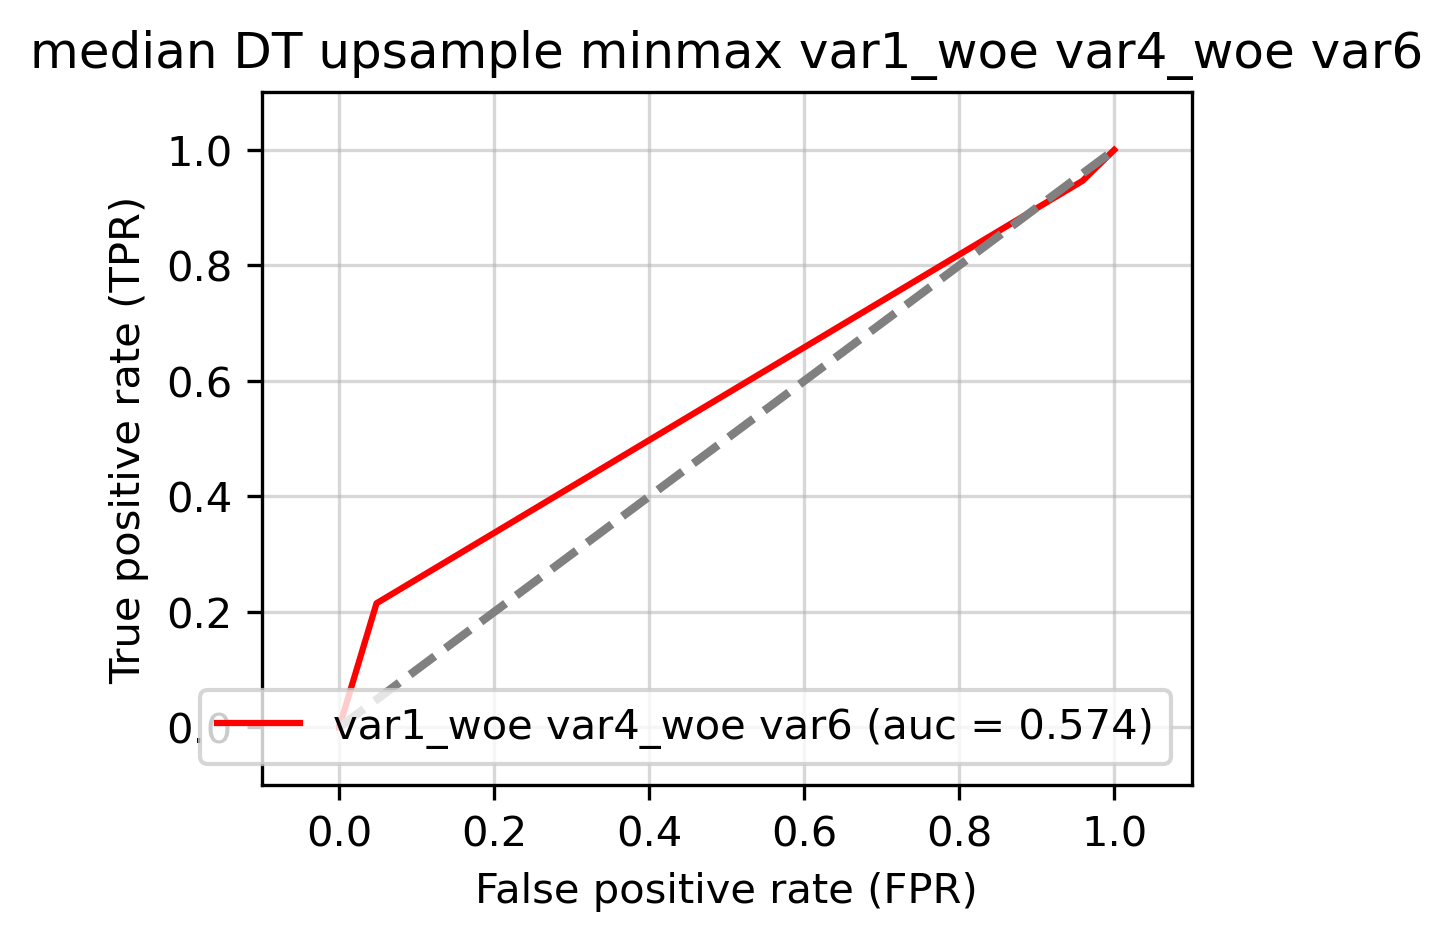 median DT upsample minmax var1_woe var4_woe var6
True positive rate (TPR)
1.0
0.8
0.6
0.4
0.2
0.0
var1_woe var4_woe var6 (auc = 0.574)
0.0 0.2 0.4 0.6 0.8 1.0
False positive rate (FPR)